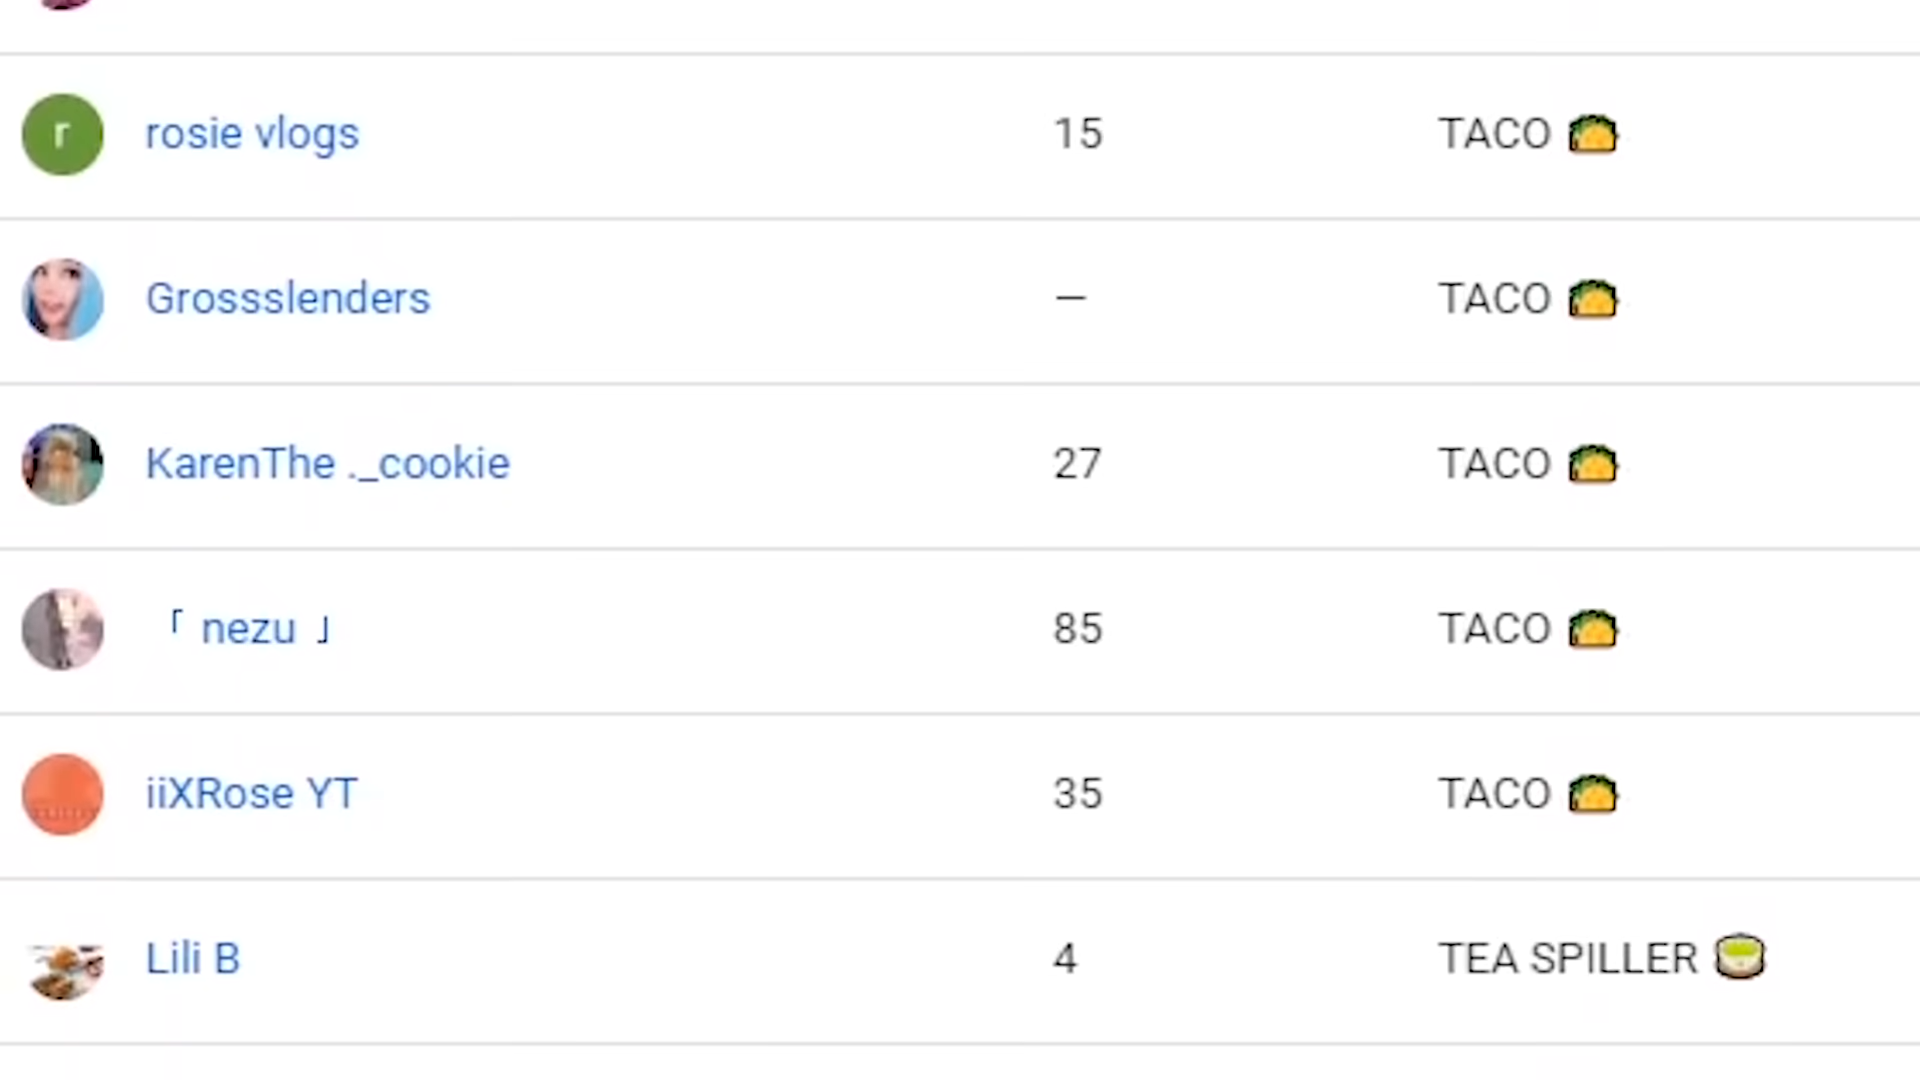 r rosie vlogs 15 TACO 🌮
Grossslenders — TACO 🌮
KarenThe ._cookie 27 TACO 🌮
「 nezu 」 85 TACO 🌮
iiXRose YT 35 TACO 🌮
Lili B 4 TEA SPILLER 🍵